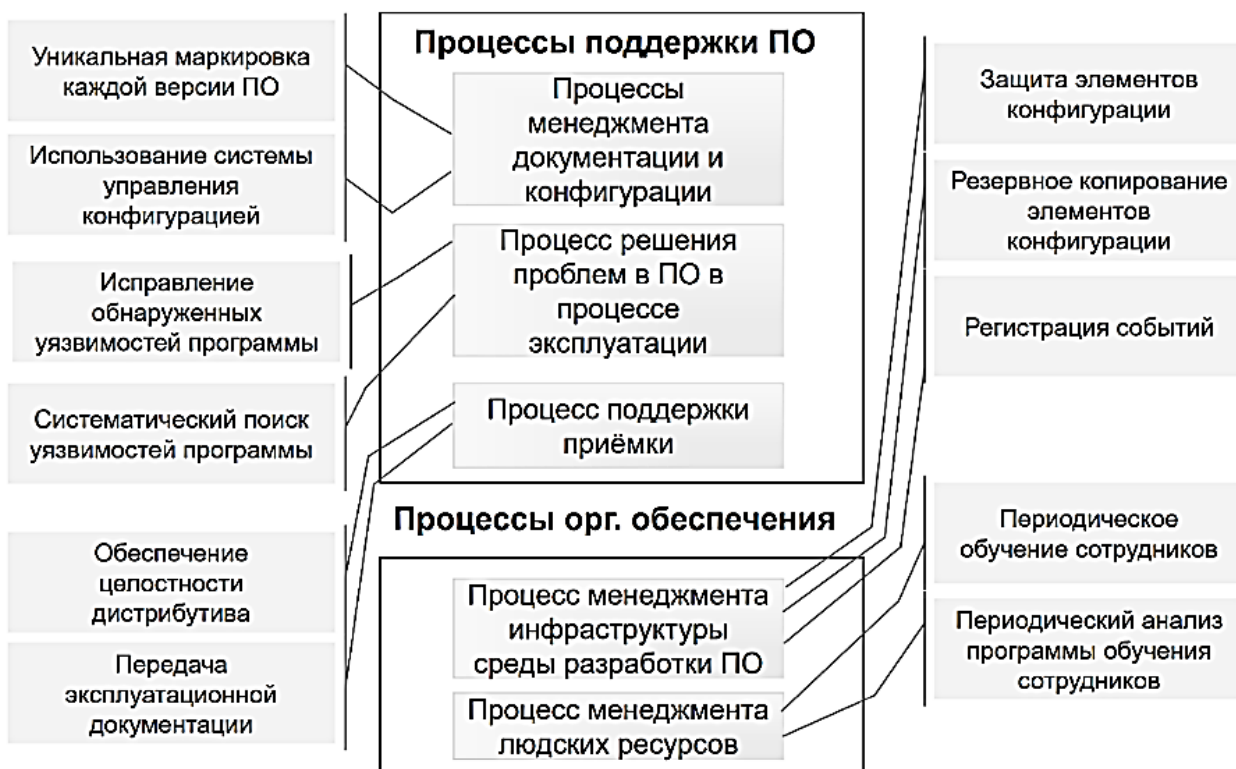 Уникальная маркировка
каждой версии ПО
Использование системы
управления
конфигурацией
Исправление
обнаруженных
уязвимостей программы
Систематический поиск
уязвимостей программы
Обеспечение
целостности
дистрибутива
Передача
эксплуатационной
документации
Процессы поддержки ПО
Процессы
менеджмента
документации и
конфигурации
Процесс решения
проблем в ПО в
процессе
эксплуатации
Процесс поддержки
приёмки
Процессы орг. обеспечения
Процесс менеджмента
инфраструктуры
среды разработки ПО
Процесс менеджмента
людских ресурсов
Защита элементов
конфигурации
Резервное копирование
элементов
конфигурации
Регистрация событий
Периодическое
обучение сотрудников
Периодический анализ
программы обучения
сотрудников